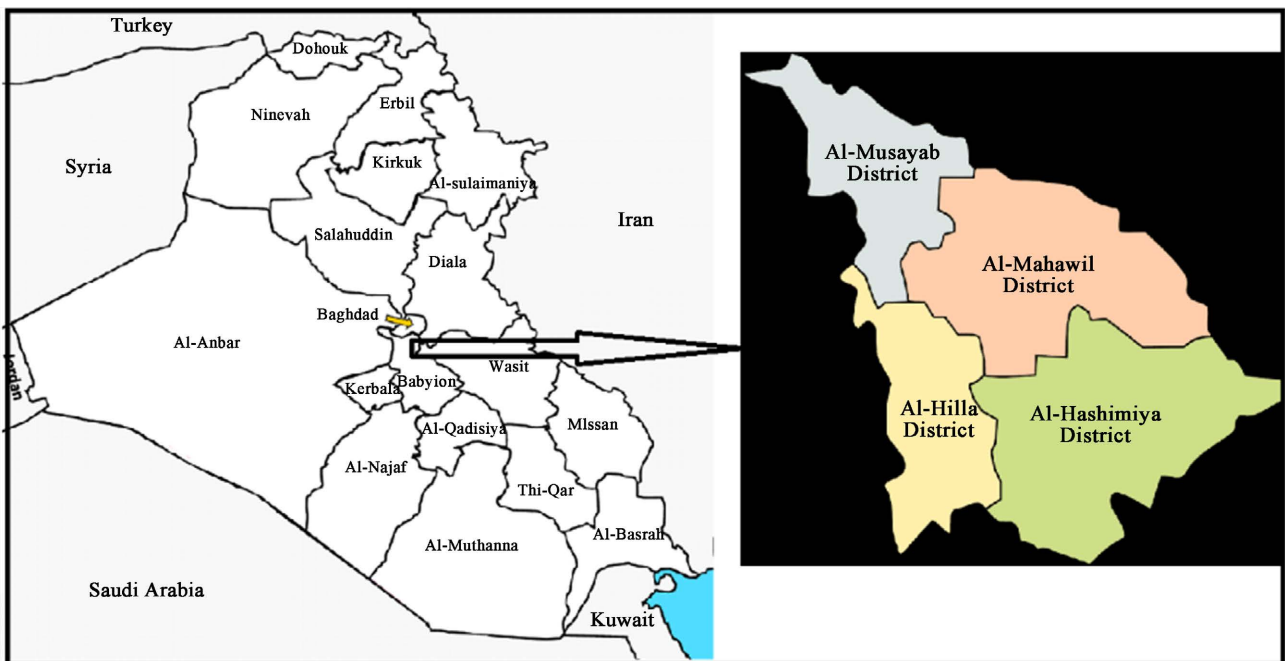 Turkey
Dohouk
Ninevah
Erbil
Syria
Kirkuk
Al-sulaimaniya
Iran
Salahuddin
Diala
Baghdad
Al-Anbar
Jordan
Wasit
Kerbala
Babyion
Al-Qadisiya
MIssan
Al-Najaf
Thi-Qar
Al-Muthanna
Al-Basrah
Saudi Arabia
Kuwait
Al-Musayab
District
Al-Mahawil
District
Al-Hilla
District
Al-Hashimiya
District